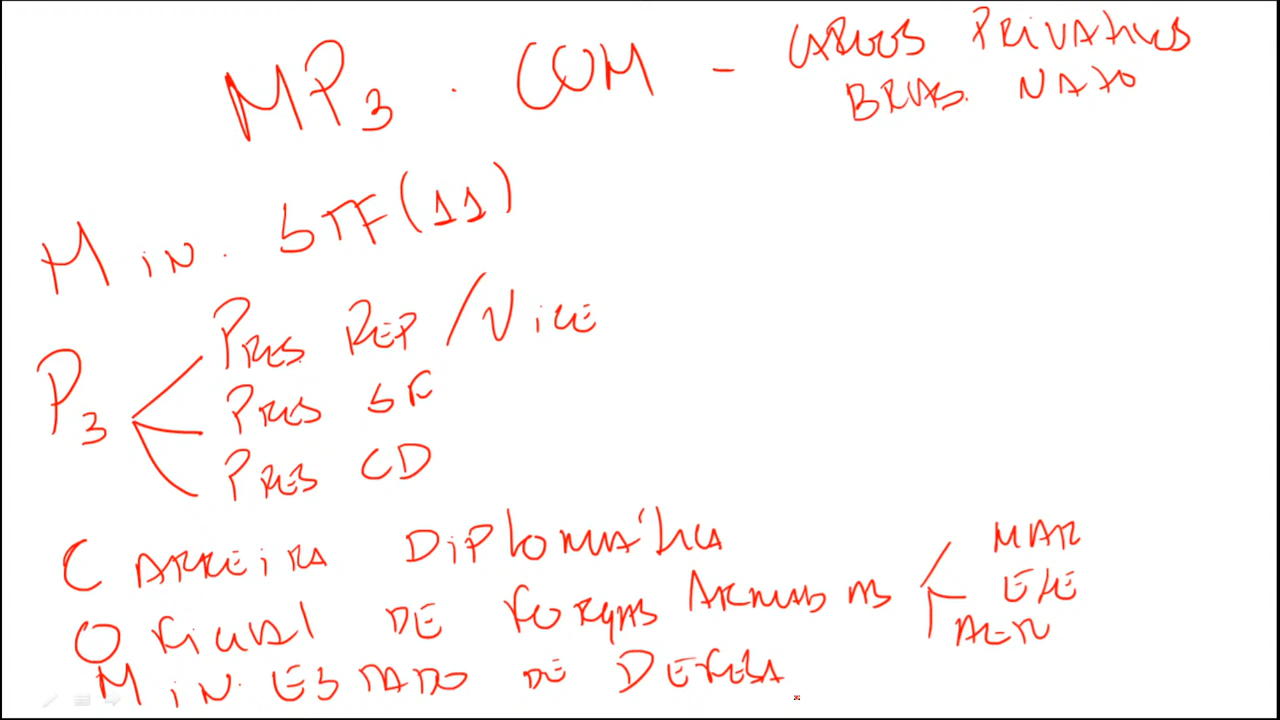 MP3.COM - CARGOS PRIVATIVOS
BRAS. NATO
MIN. STF(11)
P3
PRES. REP/VICE
PRES SF
PRES CD
CARREIRA DIPLOMÁTICA
OFICIAL DE FORÇAS ARMADAS
MAR
EXE
AER
MIN. ESTADO DE DEFESA